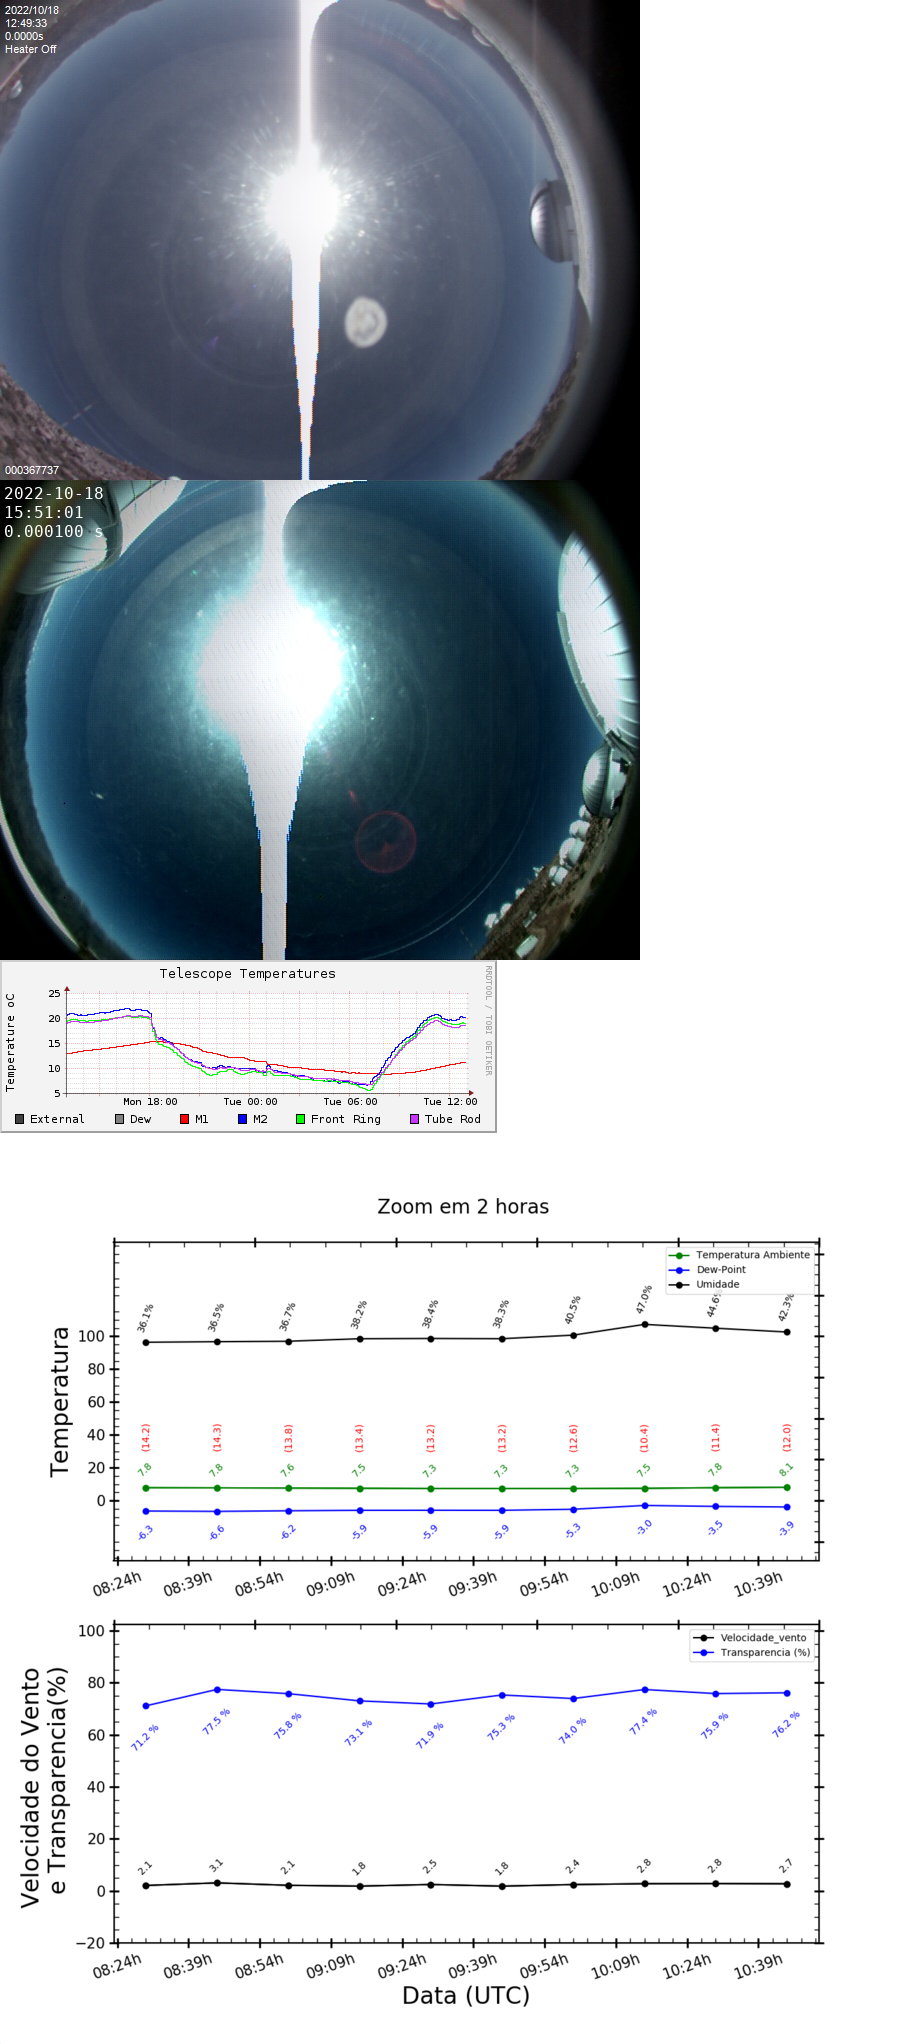 2022/10/18
12:49:33
0.0000s
Heater Off
000367737
2022-10-18
15:51:01
0.000100 s
Telescope Temperatures
RRDTOOL / TOBI OETIKER
Temperature oC
25
20
15
10
5
Mon 18:00 Tue 00:00 Tue 06:00 Tue 12:00
External Dew M1 M2 Front Ring Tube Rod
Zoom em 2 horas
Temperatura Ambiente
Dew-Point
Umidade
36.1% 36.5% 36.7% 38.2% 38.4% 38.3% 40.5% 47.0% 44.6% 42.3%
Temperatura
100
80
60
40
20
0
(14.2) (14.3) (13.8) (13.4) (13.2) (13.2) (12.6) (10.4) (11.4) (12.0)
7.8 7.8 7.6 7.5 7.3 7.3 7.3 7.5 7.8 8.1
-6.3 -6.6 -6.2 -5.9 -5.9 -5.9 -5.3 -3.0 -3.5 -3.9
08:24h 08:39h 08:54h 09:09h 09:24h 09:39h 09:54h 10:09h 10:24h 10:39h
Velocidade_vento
Transparencia (%)
Velocidade do Vento
e Transparencia(%)
100
80
60
40
20
0
−20
71.2 % 77.5 % 75.8 % 73.1 % 71.9 % 75.3 % 74.0 % 77.4 % 75.9 % 76.2 %
2.1 3.1 2.1 1.8 2.5 1.8 2.4 2.8 2.8 2.7
08:24h 08:39h 08:54h 09:09h 09:24h 09:39h 09:54h 10:09h 10:24h 10:39h
Data (UTC)